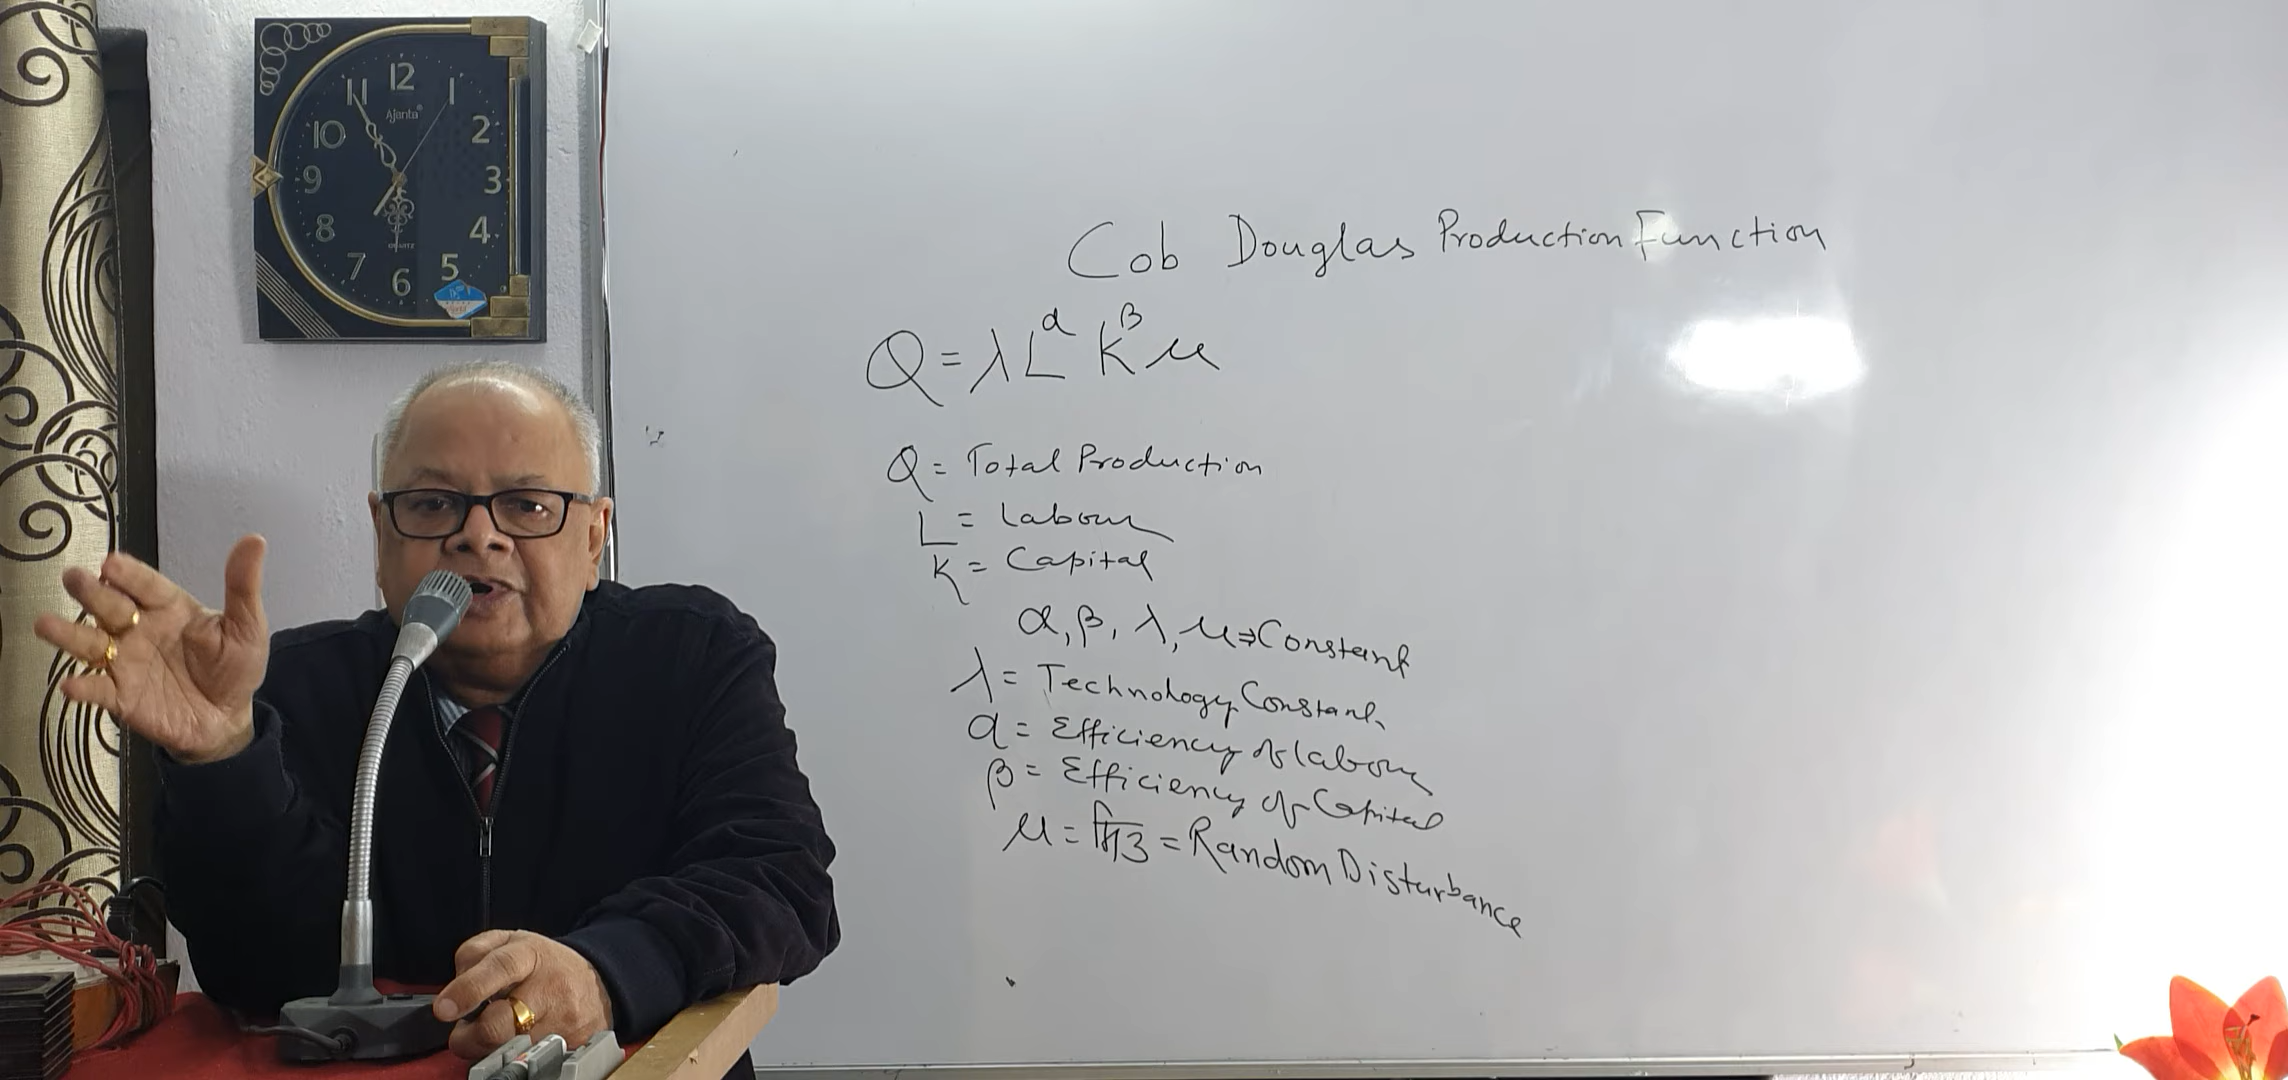 12
11
1
Ajanta
10
2
9
3
8
4
7
5
6
QUARTZ
Cob Douglas Production Function
Q = λ L^α K^β μ
Q = Total Production
L = Labour
K = Capital
α, β, λ, μ ⇒ Constant
λ = Technology Constant
α = Efficiency of labour
β = Efficiency of Capital
μ = मिू = Random Disturbance